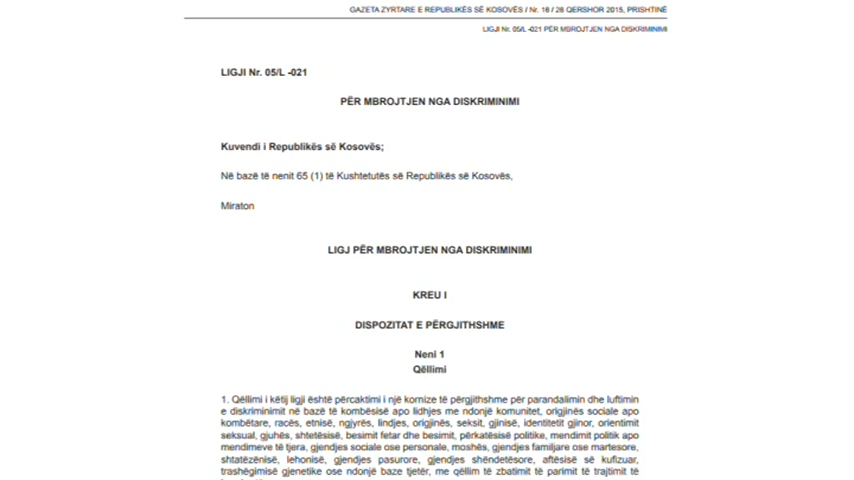 GAZETA ZYRTARE E REPUBLIKËS SË KOSOVËS / Nr. 16 / 26 QERSHOR 2015, PRISHTINË
LIGJI Nr. 05/L -021 PËR MBROJTJEN NGA DISKRIMINIMI
LIGJI Nr. 05/L -021
PËR MBROJTJEN NGA DISKRIMINIMI
Kuvendi i Republikës së Kosovës;
Në bazë të nenit 65 (1) të Kushtetutës së Republikës së Kosovës,
Miraton
LIGJ PËR MBROJTJEN NGA DISKRIMINIMI
KREU I
DISPOZITAT E PËRGJITHSHME
Neni 1
Qëllimi
1. Qëllimi i këtij ligji është përcaktimi i një kornize të përgjithshme për parandalimin dhe luftimin
e diskriminimit në bazë të kombësisë apo lidhjes me ndonjë komunitet, origjinës sociale apo
kombëtare, racës, etnisë, ngjyrës, lindjes, origjinës, seksit, gjinisë, identitetit gjinor, orientimit
seksual, gjuhës, shtetësisë, besimit fetar dhe besimit, përkatësisë politike, mendimit politik apo
mendimeve të tjera, gjendjes sociale ose personale, moshës, gjendjes familjare ose martesore,
shtatëzënisë, lehonisë, gjendjes pasurore, gjendjes shëndetësore, aftësisë së kufizuar,
trashëgimisë gjenetike ose ndonjë baze tjetër, me qëllim të zbatimit të parimit të trajtimit të